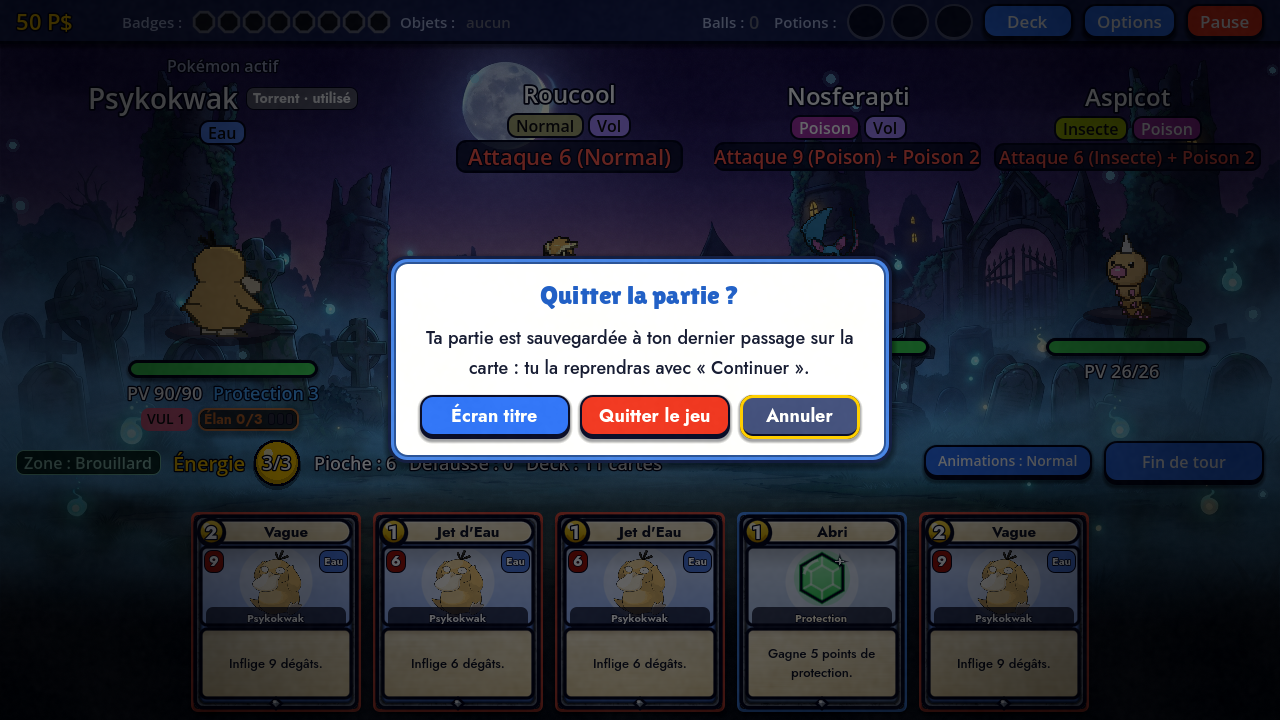 50 P$
Badges :
Objets : aucun
Balls : 0
Potions :
Deck
Options
Pause
Pokémon actif
Psykokwak
Torrent · utilisé
Eau
Roucool
Normal
Vol
Attaque 6 (Normal)
Nosferapti
Poison
Vol
Attaque 9 (Poison) + Poison 2
Aspicot
Insecte
Poison
Attaque 6 (Insecte) + Poison 2
Quitter la partie ?
Ta partie est sauvegardée à ton dernier passage sur la
carte : tu la reprendras avec « Continuer ».
Écran titre
Quitter le jeu
Annuler
PV 90/90
Protection 3
VUL 1
Élan 0/3
PV 26/26
Zone : Brouillard
Énergie
3/3
Pioche : 6
Défausse : 0
Deck : 11 cartes
Animations : Normal
Fin de tour
2
Vague
9
Eau
Psykokwak
Inflige 9 dégâts.
1
Jet d'Eau
6
Eau
Psykokwak
Inflige 6 dégâts.
1
Jet d'Eau
6
Eau
Psykokwak
Inflige 6 dégâts.
1
Abri
Protection
Gagne 5 points de
protection.
2
Vague
9
Eau
Psykokwak
Inflige 9 dégâts.